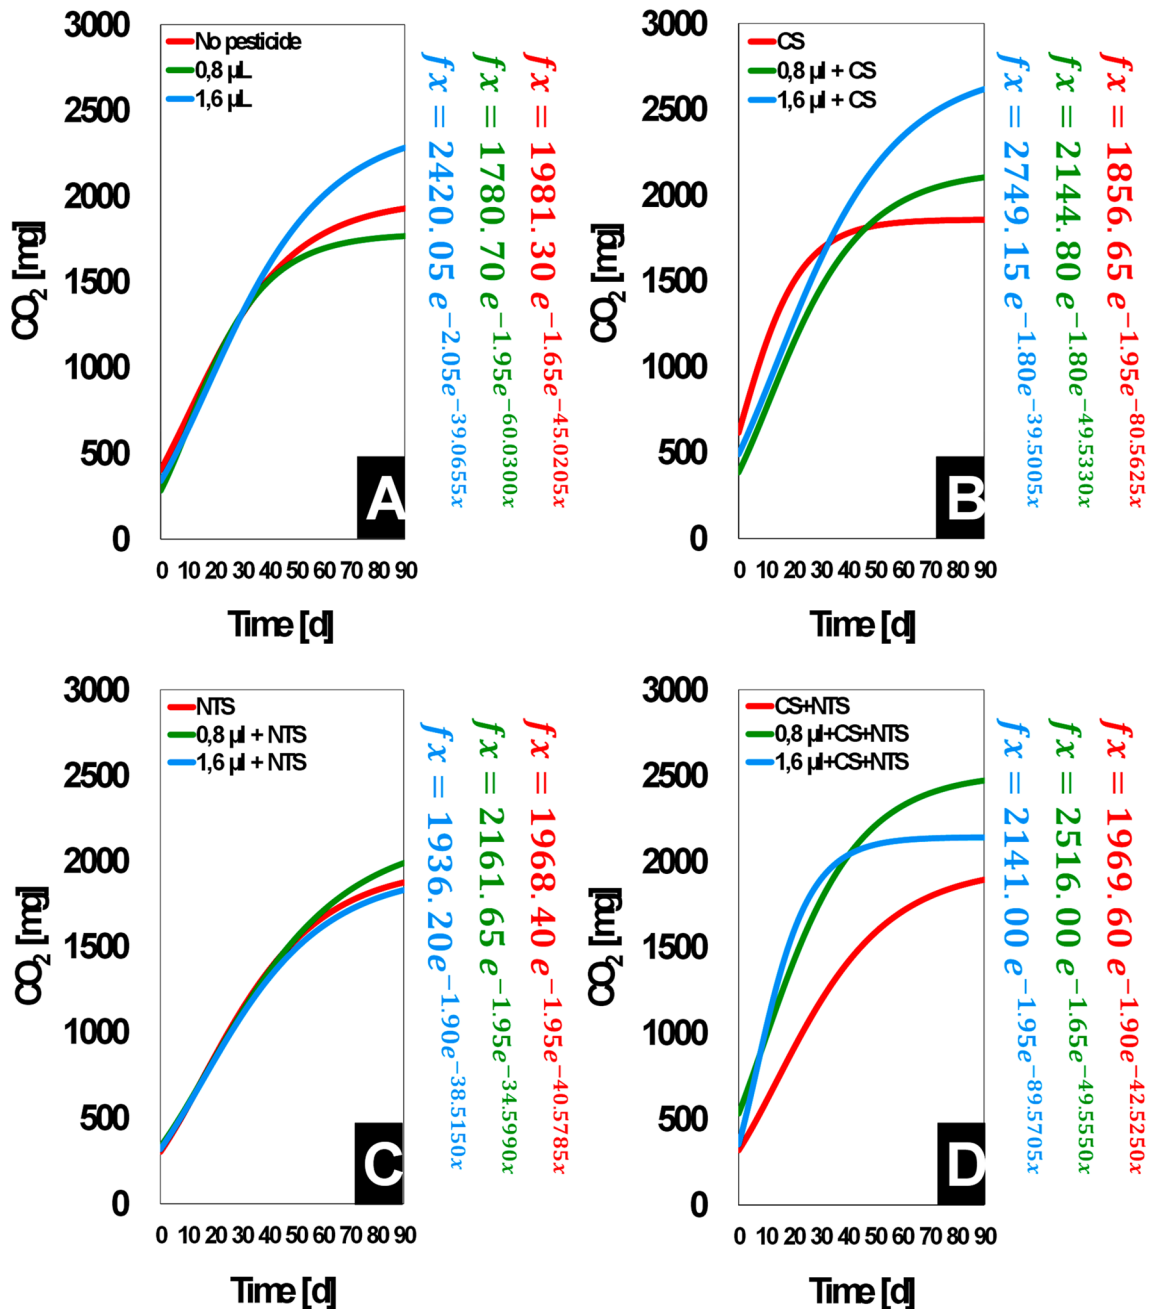 3000
2500
2000
1500
1000
500
0
CO2 [mg]
No pesticide
0,8 µL
1,6 µL
A
0 10 20 30 40 50 60 70 80 90
Time [d]
fx = 2420.05 e−2.05e−39.0655x
fx = 1780.70 e−1.95e−60.0300x
fx = 1981.30 e−1.65e−45.0205x
3000
2500
2000
1500
1000
500
0
CO2 [mg]
CS
0,8 µl + CS
1,6 µl + CS
B
0 10 20 30 40 50 60 70 80 90
Time [d]
fx = 2749.15 e−1.80e−39.5005x
fx = 2144.80 e−1.80e−49.5330x
fx = 1856.65 e−1.95e−80.5625x
3000
2500
2000
1500
1000
500
0
CO2 [mg]
NTS
0,8 µl + NTS
1,6 µl + NTS
C
0 10 20 30 40 50 60 70 80 90
Time [d]
fx = 1936.20e−1.90e−38.5150x
fx = 2161.65 e−1.95e−34.5990x
fx = 1968.40 e−1.95e−40.5785x
3000
2500
2000
1500
1000
500
0
CO2 [mg]
CS+NTS
0,8 µl+CS+NTS
1,6 µl+CS+NTS
D
0 10 20 30 40 50 60 70 80 90
Time [d]
fx = 2141.00 e−1.95e−89.5705x
fx = 2516.00 e−1.65e−49.5550x
fx = 1969.60 e−1.90e−42.5250x